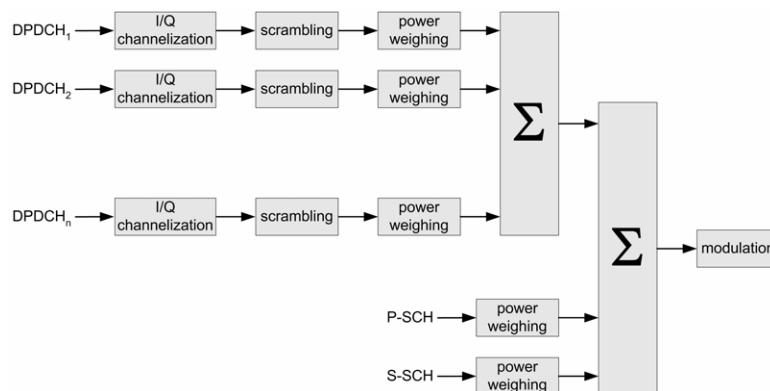 DPDCH1
I/Q
channelization
scrambling
power
weighing
DPDCH2
I/Q
channelization
scrambling
power
weighing
Σ
DPDCHn
I/Q
channelization
scrambling
power
weighing
Σ
modulation
P-SCH
power
weighing
S-SCH
power
weighing